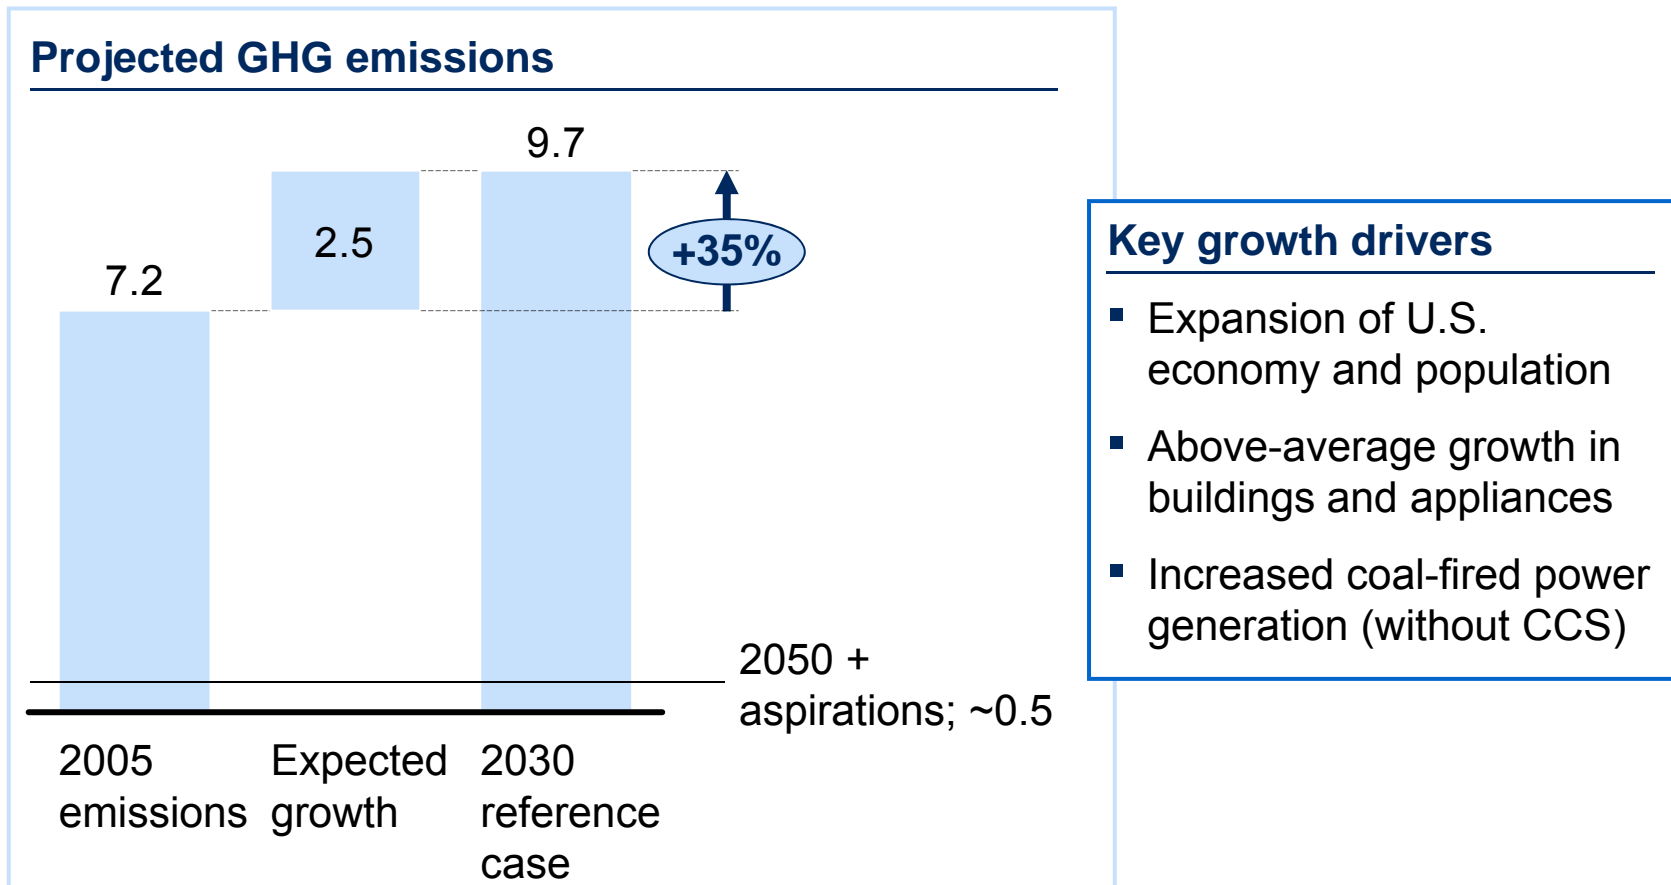 Projected GHG emissions
9.7
2.5
+35%
7.2
2050 +
aspirations; ~0.5
2005
emissions
Expected
growth
2030
reference
case
Key growth drivers
▪ Expansion of U.S.
economy and population
▪ Above-average growth in
buildings and appliances
▪ Increased coal-fired power
generation (without CCS)